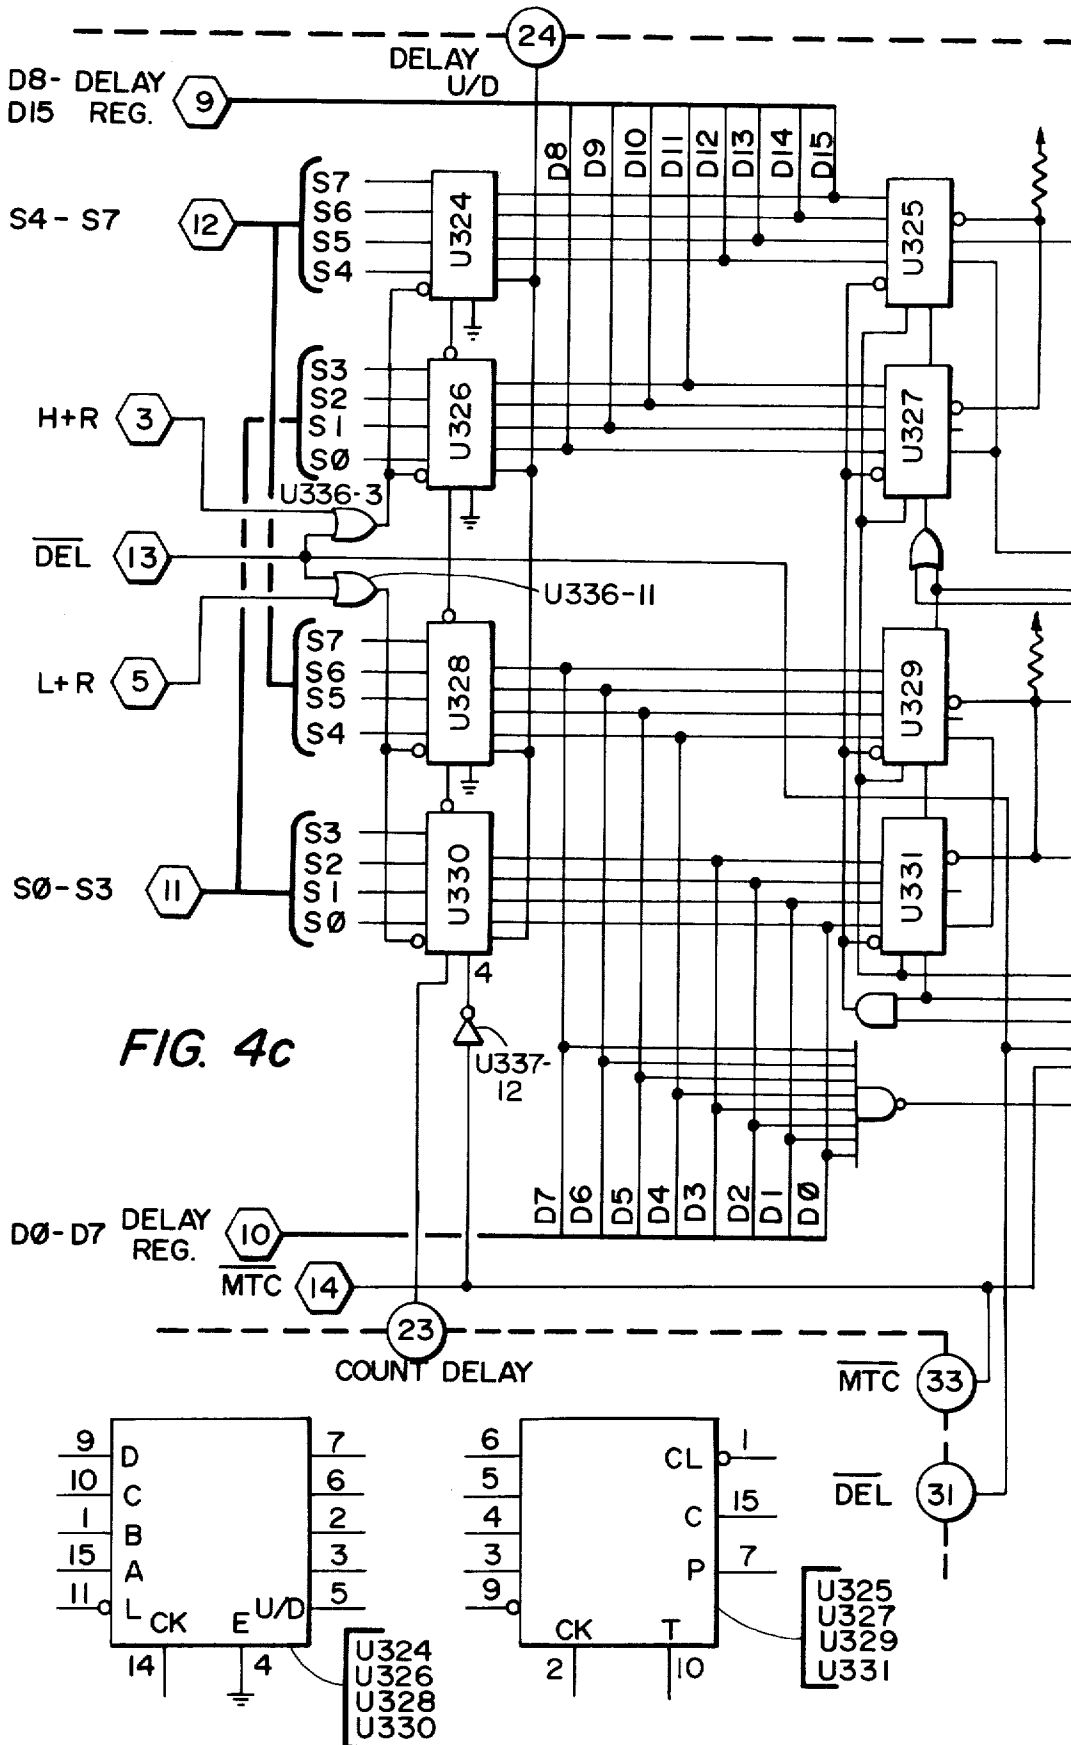 24
DELAY
U/D
D8- DELAY
D15 REG.
9
D8
D9
D10
D11
D12
D13
D14
D15
S4 - S7
12
S7
S6
S5
S4
U324
U325
S3
S2
S1
SØ
U326
U327
H+R
3
U336-3
DEL
13
U336-11
L+R
5
S7
S6
S5
S4
U328
U329
SØ-S3
11
S3
S2
S1
SØ
U330
U331
4
FIG. 4c
U337-
12
D7
D6
D5
D4
D3
D2
D1
DØ
DØ-D7 DELAY
REG.
10
MTC
14
23
COUNT DELAY
MTC
33
DEL
31
9 D 7
10 C 6
1 B 2
15 A 3
11 L U/D 5
CK E
14 4
U324
U326
U328
U330
6 CL 1
5
4 C 15
3 P 7
9
CK T
2 10
U325
U327
U329
U331